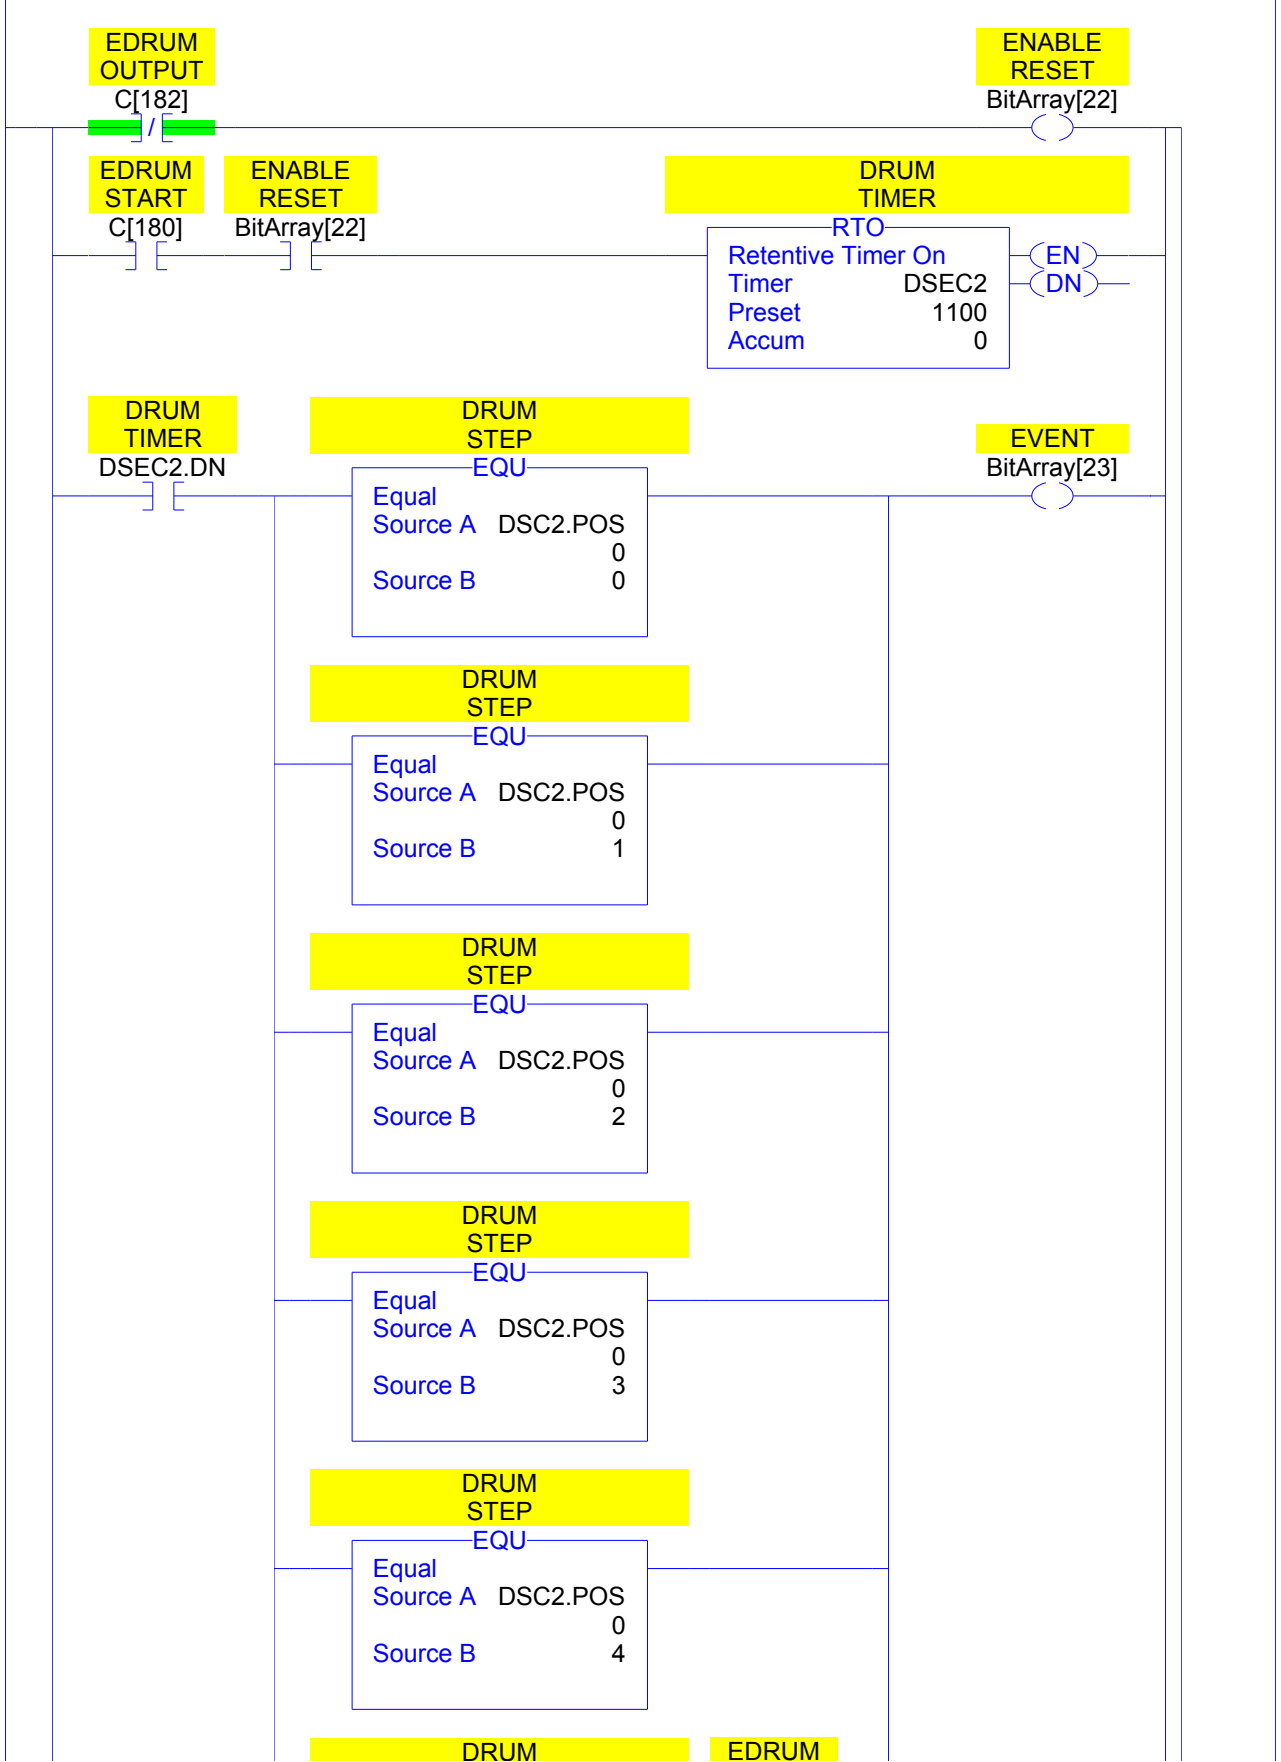 EDRUM
OUTPUT
C[182]
/
ENABLE
RESET
BitArray[22]
EDRUM
START
C[180]
ENABLE
RESET
BitArray[22]
DRUM
TIMER
RTO
Retentive Timer On
Timer DSEC2
Preset 1100
Accum 0
EN
DN
DRUM
TIMER
DSEC2.DN
DRUM
STEP
EQU
Equal
Source A DSC2.POS
0
Source B 0
EVENT
BitArray[23]
DRUM
STEP
EQU
Equal
Source A DSC2.POS
0
Source B 1
DRUM
STEP
EQU
Equal
Source A DSC2.POS
0
Source B 2
DRUM
STEP
EQU
Equal
Source A DSC2.POS
0
Source B 3
DRUM
STEP
EQU
Equal
Source A DSC2.POS
0
Source B 4
DRUM
EDRUM